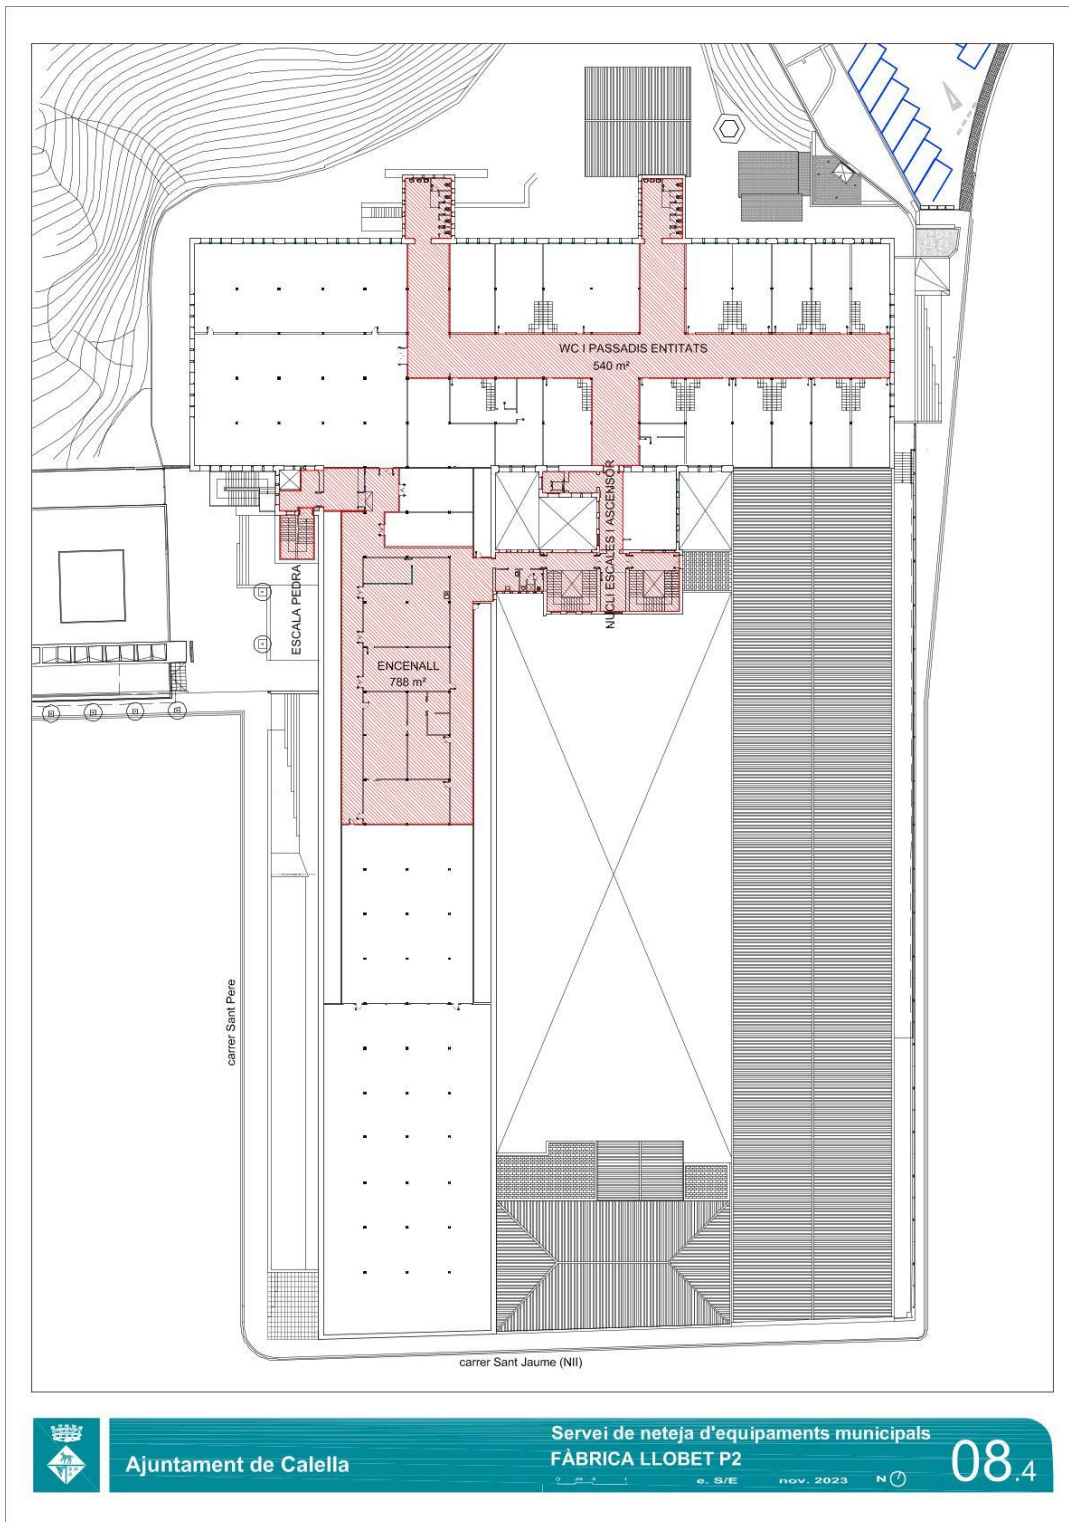 WC I PASSADIS ENTITATS
540 m²
NUCLI ESCALES I ASCENSOR
ESCALA PEDRA
ENCENALL
788 m²
carrer Sant Pere
carrer Sant Jaume (NII)
Ajuntament de Calella
Servei de neteja d'equipaments municipals
FÀBRICA LLOBET P2
e. S/E nov. 2023 N
08.4